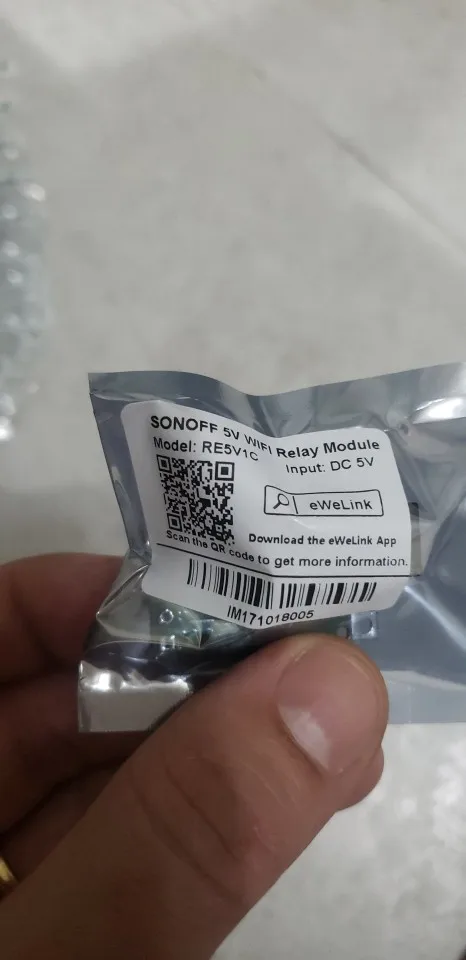 SONOFF 5V WIFI Relay Module
Model: RE5V1C
Input: DC 5V
eWeLink
Download the eWeLink App
Scan the QR code to get more information.
IM171018005